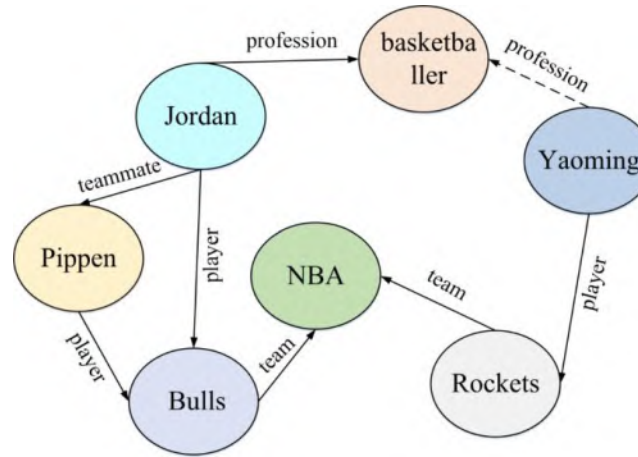 profession
basketba
ller
profession
Jordan
Yaoming
teammate
Pippen
player
NBA
team
player
player
team
Bulls
Rockets